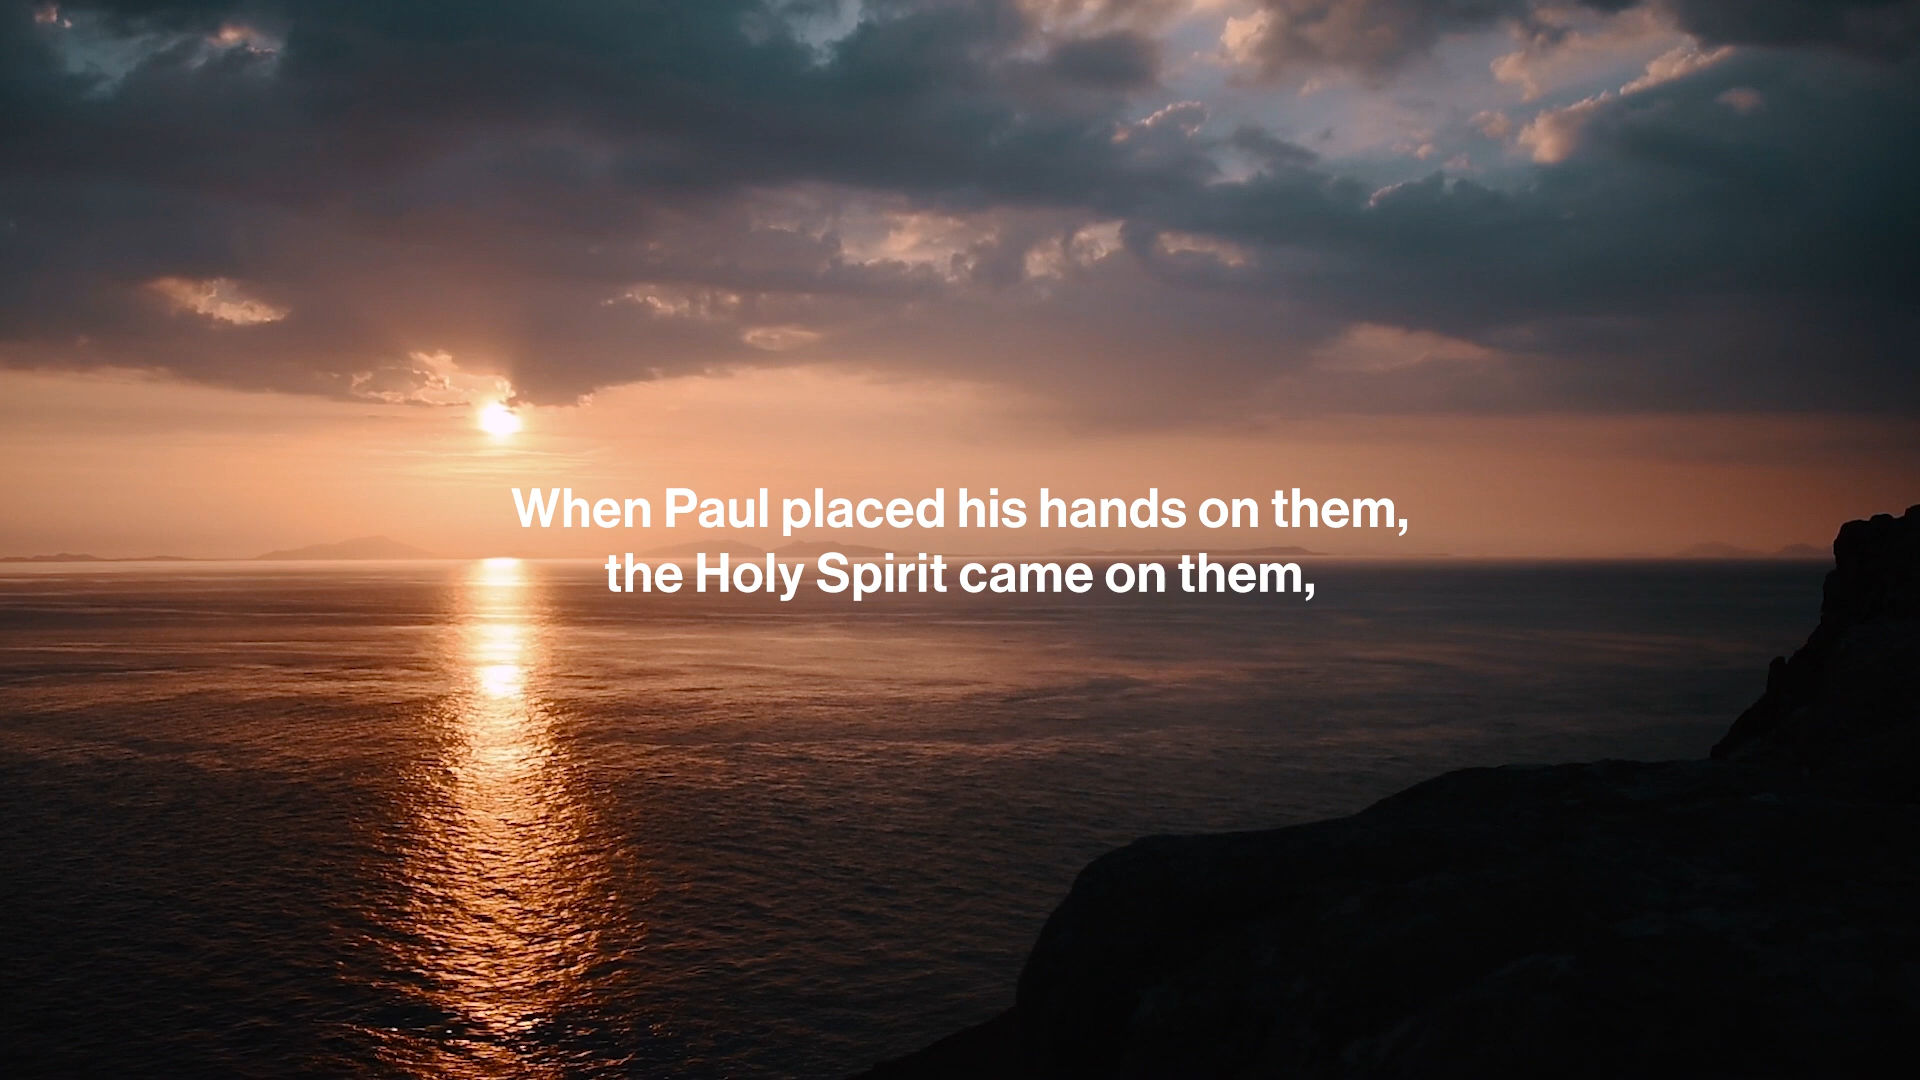 When Paul placed his hands on them,
the Holy Spirit came on them,